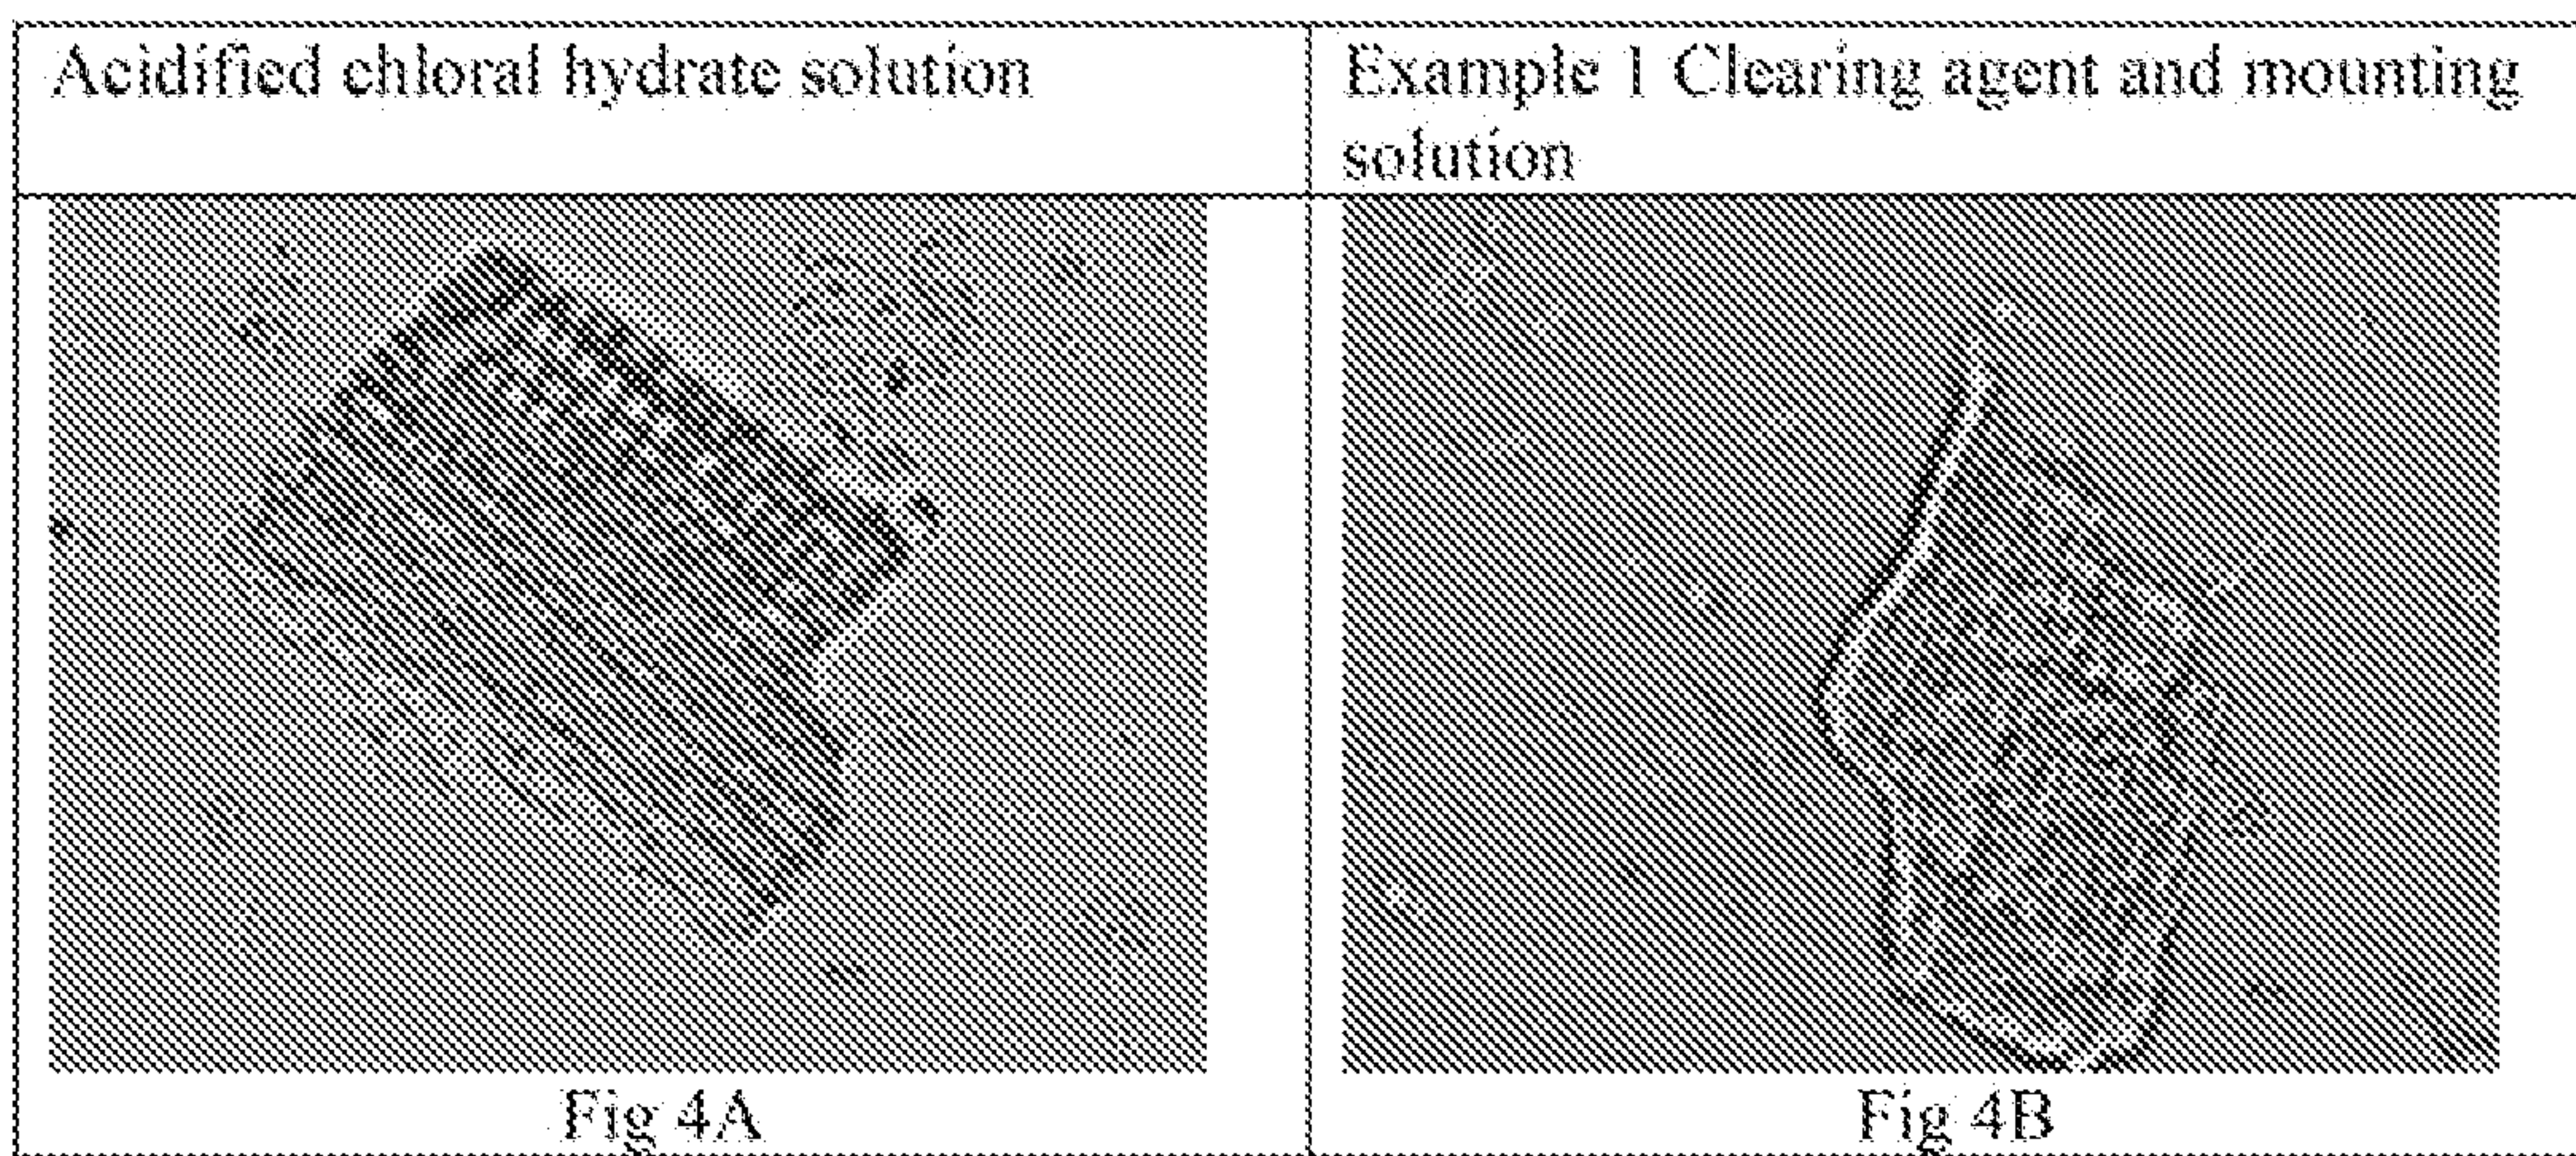 Acidified chloral hydrate solution
Example 1 Clearing agent and mounting
solution
Fig 4A
Fig 4B